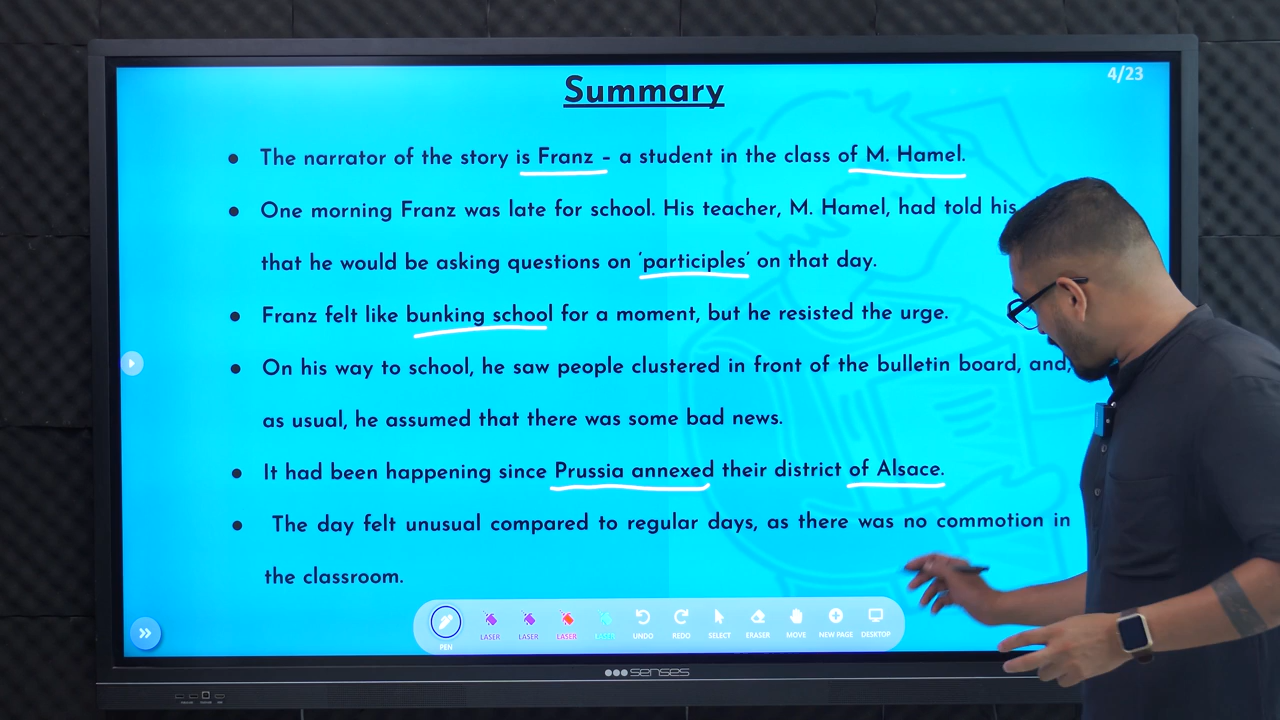 Summary
4/23
● The narrator of the story is Franz – a student in the class of M. Hamel.
● One morning Franz was late for school. His teacher, M. Hamel, had told his
that he would be asking questions on 'participles' on that day.
● Franz felt like bunking school for a moment, but he resisted the urge.
● On his way to school, he saw people clustered in front of the bulletin board, and,
as usual, he assumed that there was some bad news.
● It had been happening since Prussia annexed their district of Alsace.
● The day felt unusual compared to regular days, as there was no commotion in
the classroom.
PEN LASER LASER LASER LASER UNDO REDO SELECT ERASER MOVE NEW PAGE DESKTOP
senses